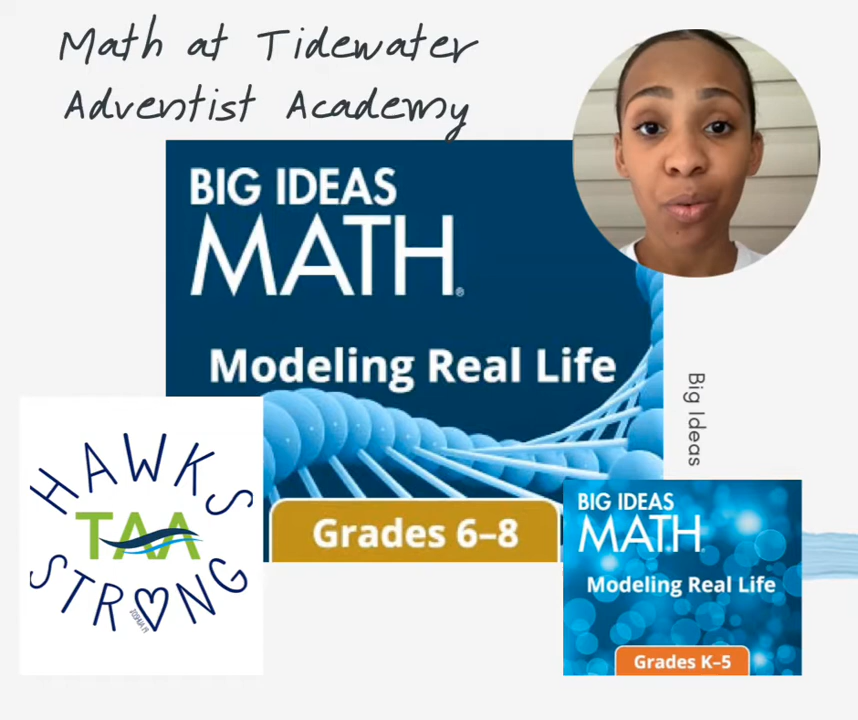 Math at Tidewater
Adventist Academy
BIG IDEAS
MATH®
Modeling Real Life
Grades 6–8
Big Ideas
HAWKS
TAA
STRONG
BIG IDEAS
MATH
Modeling Real Life
Grades K–5